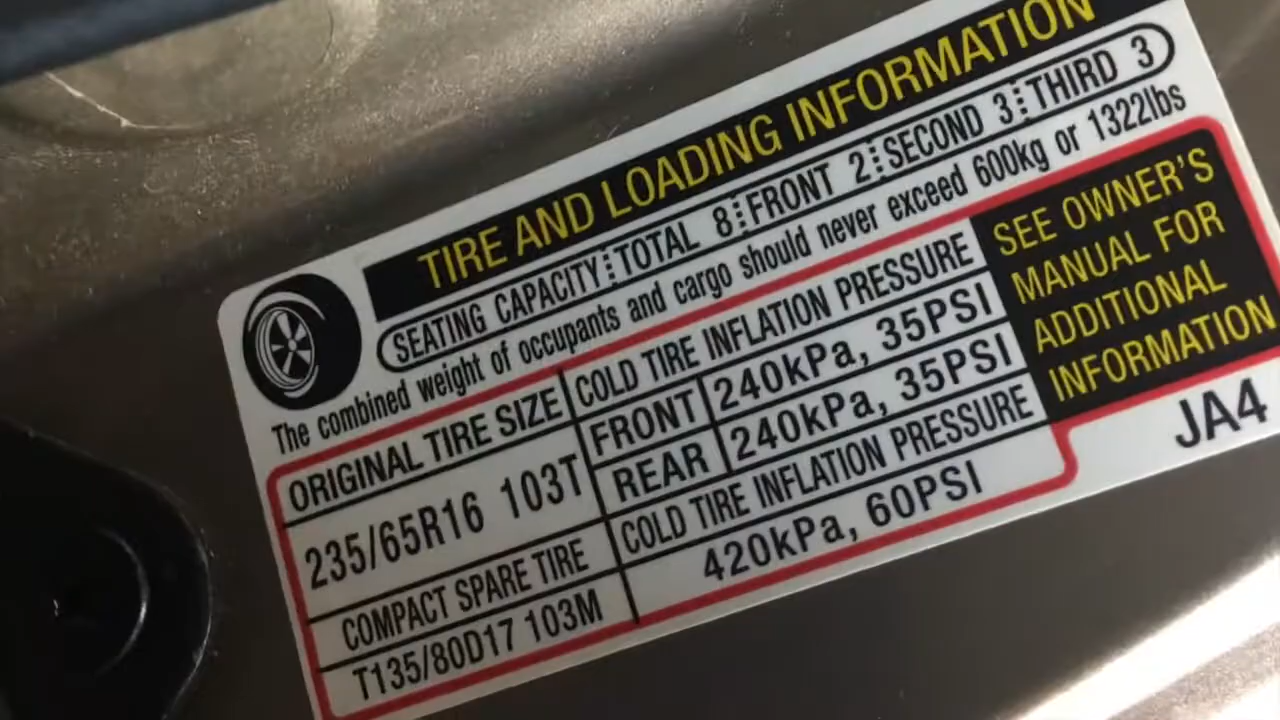 TIRE AND LOADING INFORMATION
SEATING CAPACITY TOTAL 8 FRONT 2 SECOND 3 THIRD 3
The combined weight of occupants and cargo should never exceed 600kg or 1322lbs
ORIGINAL TIRE SIZE COLD TIRE INFLATION PRESSURE
235/65R16 103T
FRONT 240kPa, 35PSI
REAR 240kPa, 35PSI
COMPACT SPARE TIRE COLD TIRE INFLATION PRESSURE
T135/80D17 103M 420kPa, 60PSI
SEE OWNER'S
MANUAL FOR
ADDITIONAL
INFORMATION
JA4